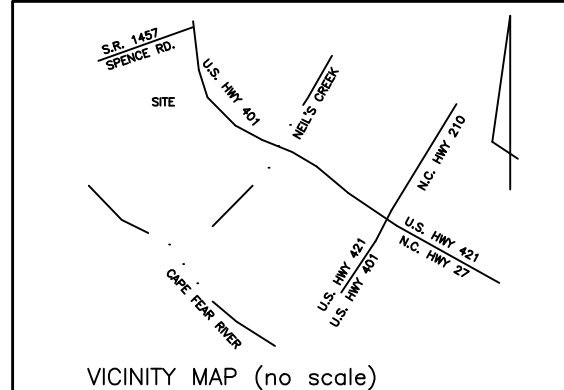 S.R. 1457
SPENCE RD.
U.S. HWY 401
SITE
NEIL'S CREEK
N.C. HWY 210
U.S. HWY 421
N.C. HWY 27
U.S. HWY 421
U.S. HWY 401
CAPE FEAR RIVER
VICINITY MAP (no scale)